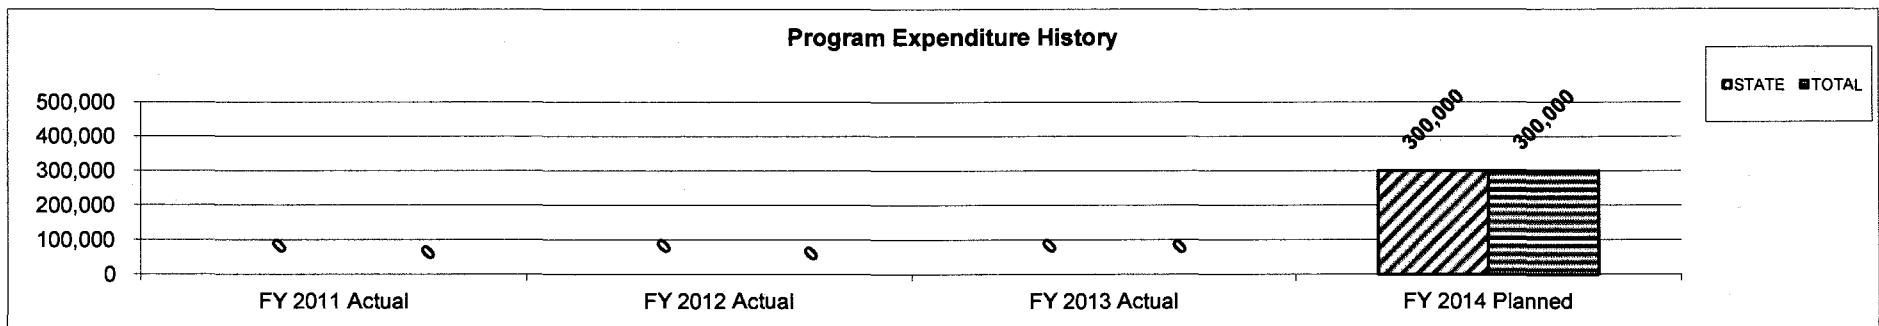 Program Expenditure History
STATE TOTAL
500,000
400,000
300,000
200,000
100,000
0
300,000 300,000
0 0 0 0 0 0
FY 2011 Actual FY 2012 Actual FY 2013 Actual FY 2014 Planned